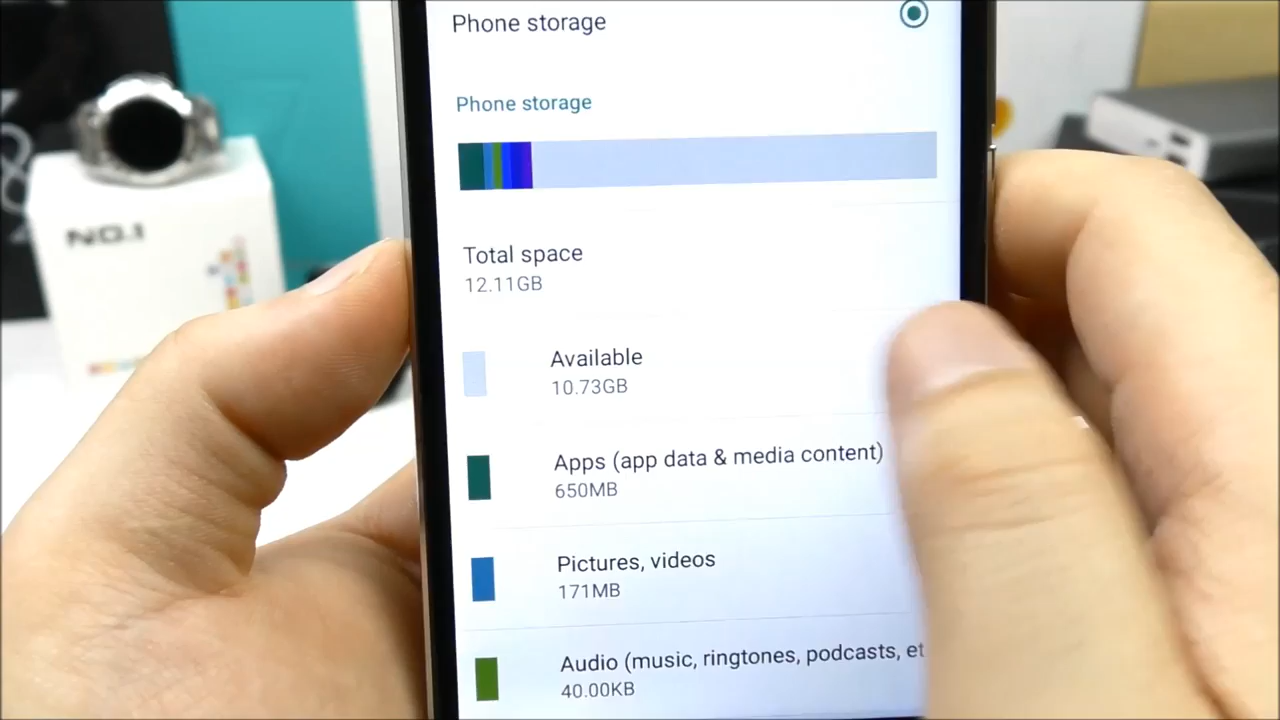 Phone storage
Phone storage
Total space
12.11GB
Available
10.73GB
Apps (app data & media content)
650MB
Pictures, videos
171MB
Audio (music, ringtones, podcasts, et
40.00KB
NO.1